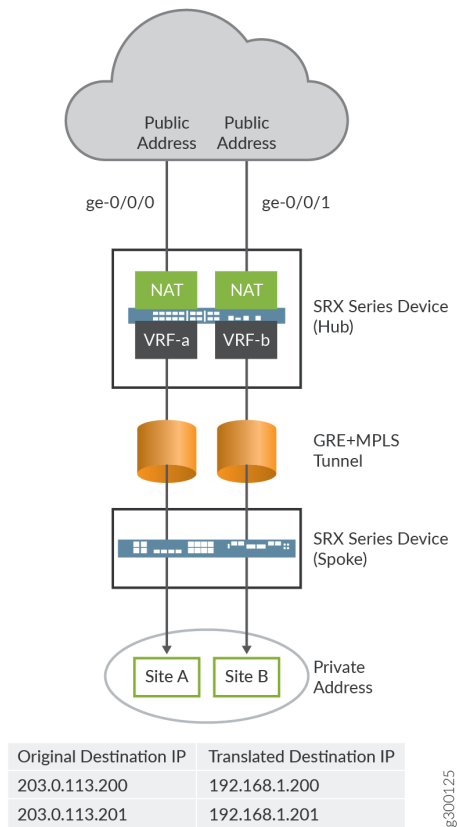 Public
Address
Public
Address
ge-0/0/0
ge-0/0/1
NAT
NAT
VRF-a
VRF-b
SRX Series Device
(Hub)
GRE+MPLS
Tunnel
SRX Series Device
(Spoke)
Site A
Site B
Private
Address
Original Destination IP
Translated Destination IP
203.0.113.200
192.168.1.200
203.0.113.201
192.168.1.201
g300125